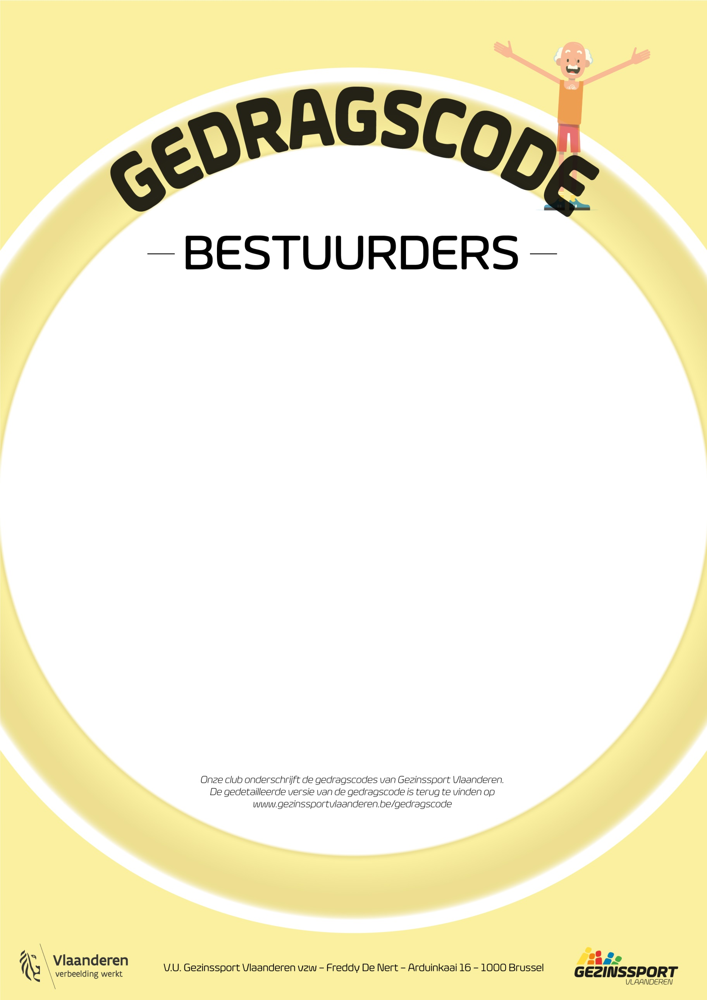 GEDRAGSCODE
BESTUURDERS
Onze club onderschrijft de gedragscodes van Gezinssport Vlaanderen.
De gedetailleerde versie van de gedragscode is terug te vinden op
www.gezinssportvlaanderen.be/gedragscode
Vlaanderen
verbeelding werkt
V.U. Gezinssport Vlaanderen vzw – Freddy De Nert – Arduinkaai 16 – 1000 Brussel
GEZINSSPORT
VLAANDEREN